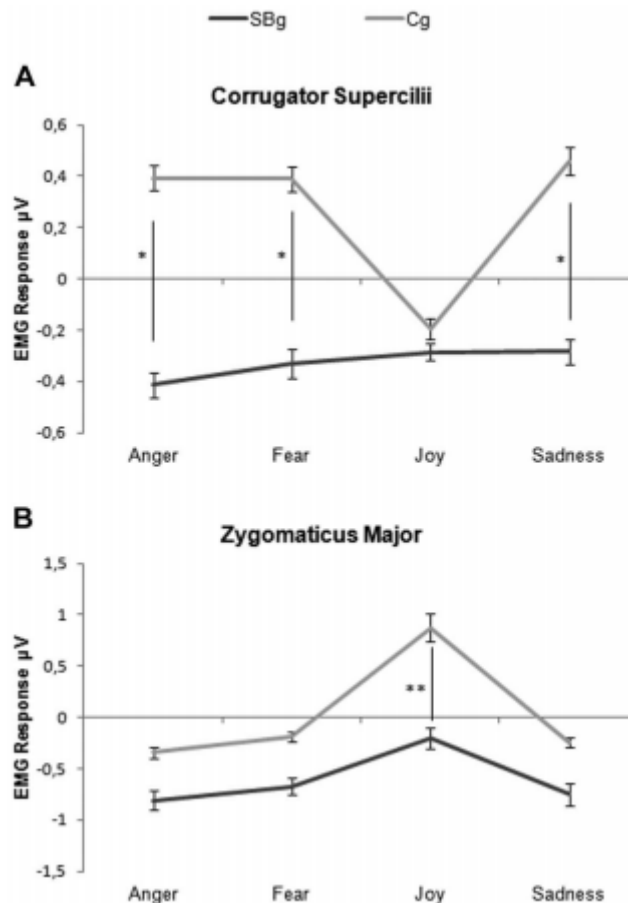 SBg Cg
A
Corrugator Supercilii
0,6
0,4
0,2
0
-0,2
-0,4
-0,6
EMG Response µV
* * *
Anger Fear Joy Sadness
B
Zygomaticus Major
1,5
1
0,5
0
-0,5
-1
-1,5
EMG Response µV
**
Anger Fear Joy Sadness